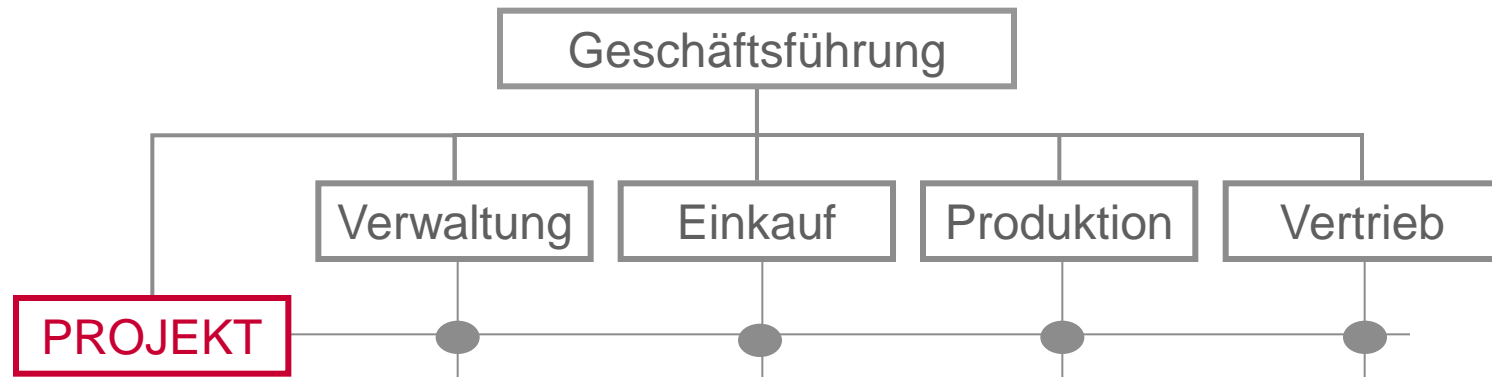 Geschäftsführung
Verwaltung
Einkauf
Produktion
Vertrieb
PROJEKT